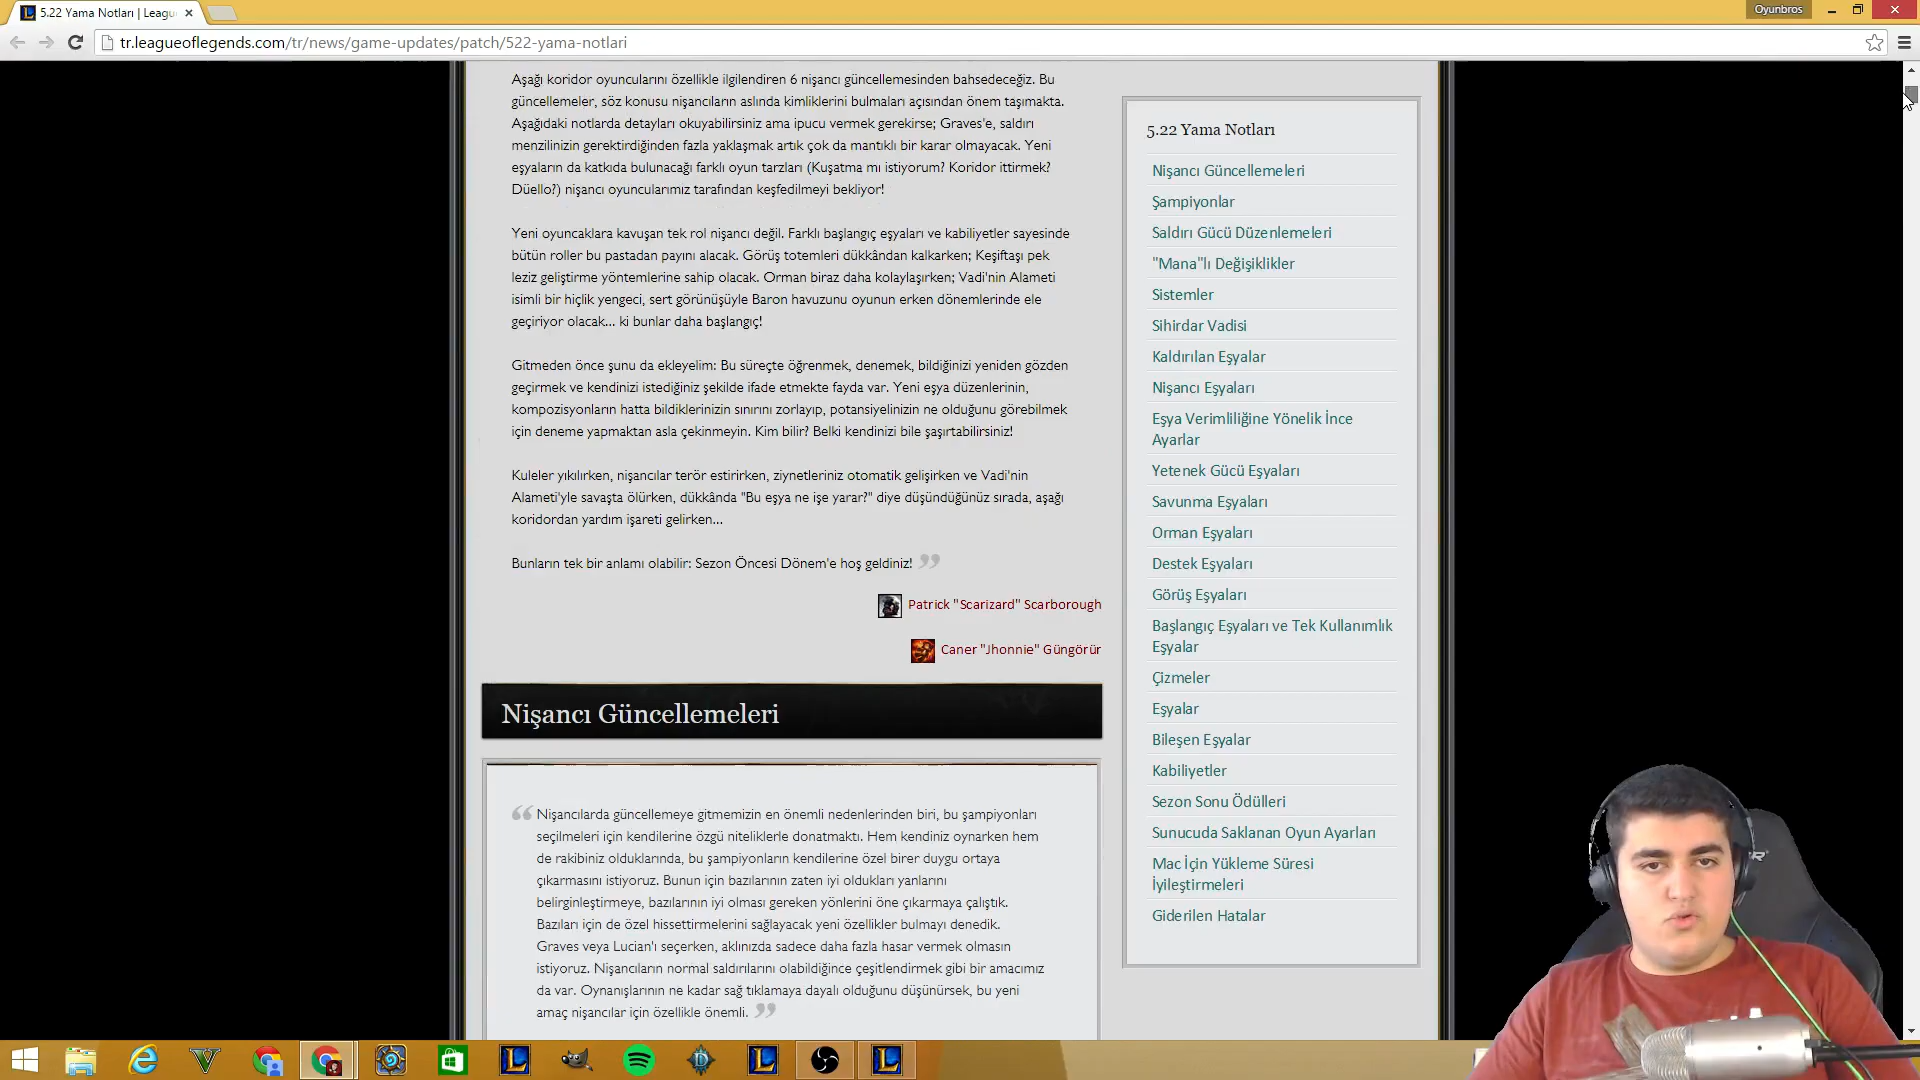 5.22 Yama Notları | Leagu
Oyunbros
tr.leagueoflegends.com/tr/news/game-updates/patch/522-yama-notlari
Aşağı koridor oyuncularını özellikle ilgilendiren 6 nişancı güncellemesinden bahsedeceğiz. Bu
güncellemeler, söz konusu nişancıların aslında kimliklerini bulmaları açısından önem taşımakta.
Aşağıdaki notlarda detayları okuyabilirsiniz ama ipucu vermek gerekirse; Graves'e, saldırı
menzilinizin gerektirdiğinden fazla yaklaşmak artık çok da mantıklı bir karar olmayacak. Yeni
eşyaların da katkıda bulunacağı farklı oyun tarzları (Kuşatma mı istiyorum? Koridor ittirmek?
Düello?) nişancı oyuncularımız tarafından keşfedilmeyi bekliyor!
Yeni oyuncaklara kavuşan tek rol nişancı değil. Farklı başlangıç eşyaları ve kabiliyetler sayesinde
bütün roller bu pastadan payını alacak. Görüş totemleri dükkândan kalkarken; Keşiftaşı pek
leziz geliştirme yöntemlerine sahip olacak. Orman biraz daha kolaylaşırken; Vadi'nin Alameti
isimli bir hiçlik yengeci, sert görünüşüyle Baron havuzunu oyunun erken dönemlerinde ele
geçiriyor olacak... ki bunlar daha başlangıç!
Gitmeden önce şunu da ekleyelim: Bu süreçte öğrenmek, denemek, bildiğinizi yeniden gözden
geçirmek ve kendinizi istediğiniz şekilde ifade etmekte fayda var. Yeni eşya düzenlerinin,
kompozisyonların hatta bildiklerinizin sınırını zorlayıp, potansiyelinizin ne olduğunu görebilmek
için deneme yapmaktan asla çekinmeyin. Kim bilir? Belki kendinizi bile şaşırtabilirsiniz!
Kuleler yıkılırken, nişancılar terör estirirken, ziynetleriniz otomatik gelişirken ve Vadi'nin
Alameti'yle savaşta ölürken, dükkânda "Bu eşya ne işe yarar?" diye düşündüğünüz sırada, aşağı
koridordan yardım işareti gelirken...
Bunların tek bir anlamı olabilir: Sezon Öncesi Dönem'e hoş geldiniz! ”
Patrick "Scarizard" Scarborough
Caner "Jhonnie" Güngörür
Nişancı Güncellemeleri
“ Nişancılarda güncellemeye gitmemizin en önemli nedenlerinden biri, bu şampiyonları
seçilmeleri için kendilerine özgü niteliklerle donatmaktı. Hem kendiniz oynarken hem
de rakibiniz olduklarında, bu şampiyonların kendilerine özel birer duygu ortaya
çıkarmasını istiyoruz. Bunun için bazılarının zaten iyi oldukları yanlarını
belirginleştirmeye, bazılarının iyi olması gereken yönlerini öne çıkarmaya çalıştık.
Bazıları için de özel hissettirmelerini sağlayacak yeni özellikler bulmayı denedik.
Graves veya Lucian'ı seçerken, aklınızda sadece daha fazla hasar vermek olmasın
istiyoruz. Nişancıların normal saldırılarını olabildiğince çeşitlendirmek gibi bir amacımız
da var. Oynanışlarının ne kadar sağ tıklamaya dayalı olduğunu düşünürsek, bu yeni
amaç nişancılar için özellikle önemli. ”
5.22 Yama Notları
Nişancı Güncellemeleri
Şampiyonlar
Saldırı Gücü Düzenlemeleri
"Mana"lı Değişiklikler
Sistemler
Sihirdar Vadisi
Kaldırılan Eşyalar
Nişancı Eşyaları
Eşya Verimliliğine Yönelik İnce
Ayarlar
Yetenek Gücü Eşyaları
Savunma Eşyaları
Orman Eşyaları
Destek Eşyaları
Görüş Eşyaları
Başlangıç Eşyaları ve Tek Kullanımlık
Eşyalar
Çizmeler
Eşyalar
Bileşen Eşyalar
Kabiliyetler
Sezon Sonu Ödülleri
Sunucuda Saklanan Oyun Ayarları
Mac İçin Yükleme Süresi
İyileştirmeleri
Giderilen Hatalar